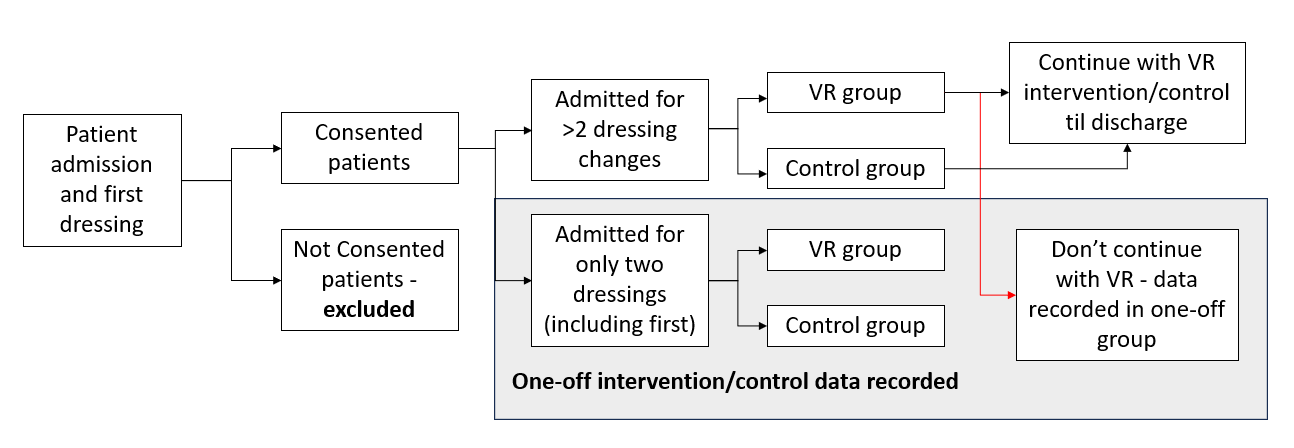 Patient
admission
and first
dressing
Consented
patients
Not Consented
patients -
excluded
Admitted for
>2 dressing
changes
VR group
Control group
Continue with VR
intervention/control
til discharge
Admitted for
only two
dressings
(including first)
VR group
Control group
Don’t continue
with VR - data
recorded in one-off
group
One-off intervention/control data recorded